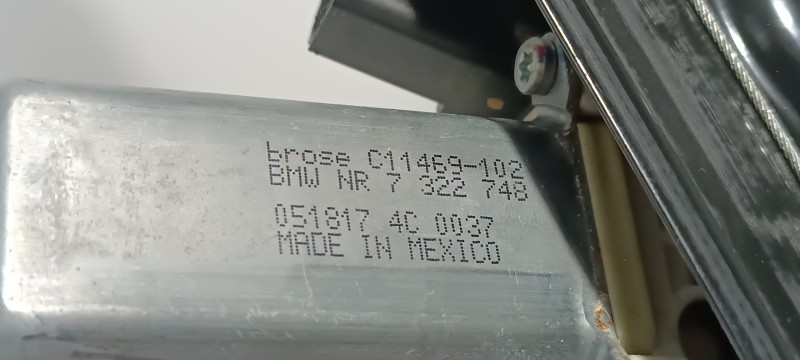 brose C11469-102
BMW NR 7 322 748
051817 4C 0037
MADE IN MEXICO